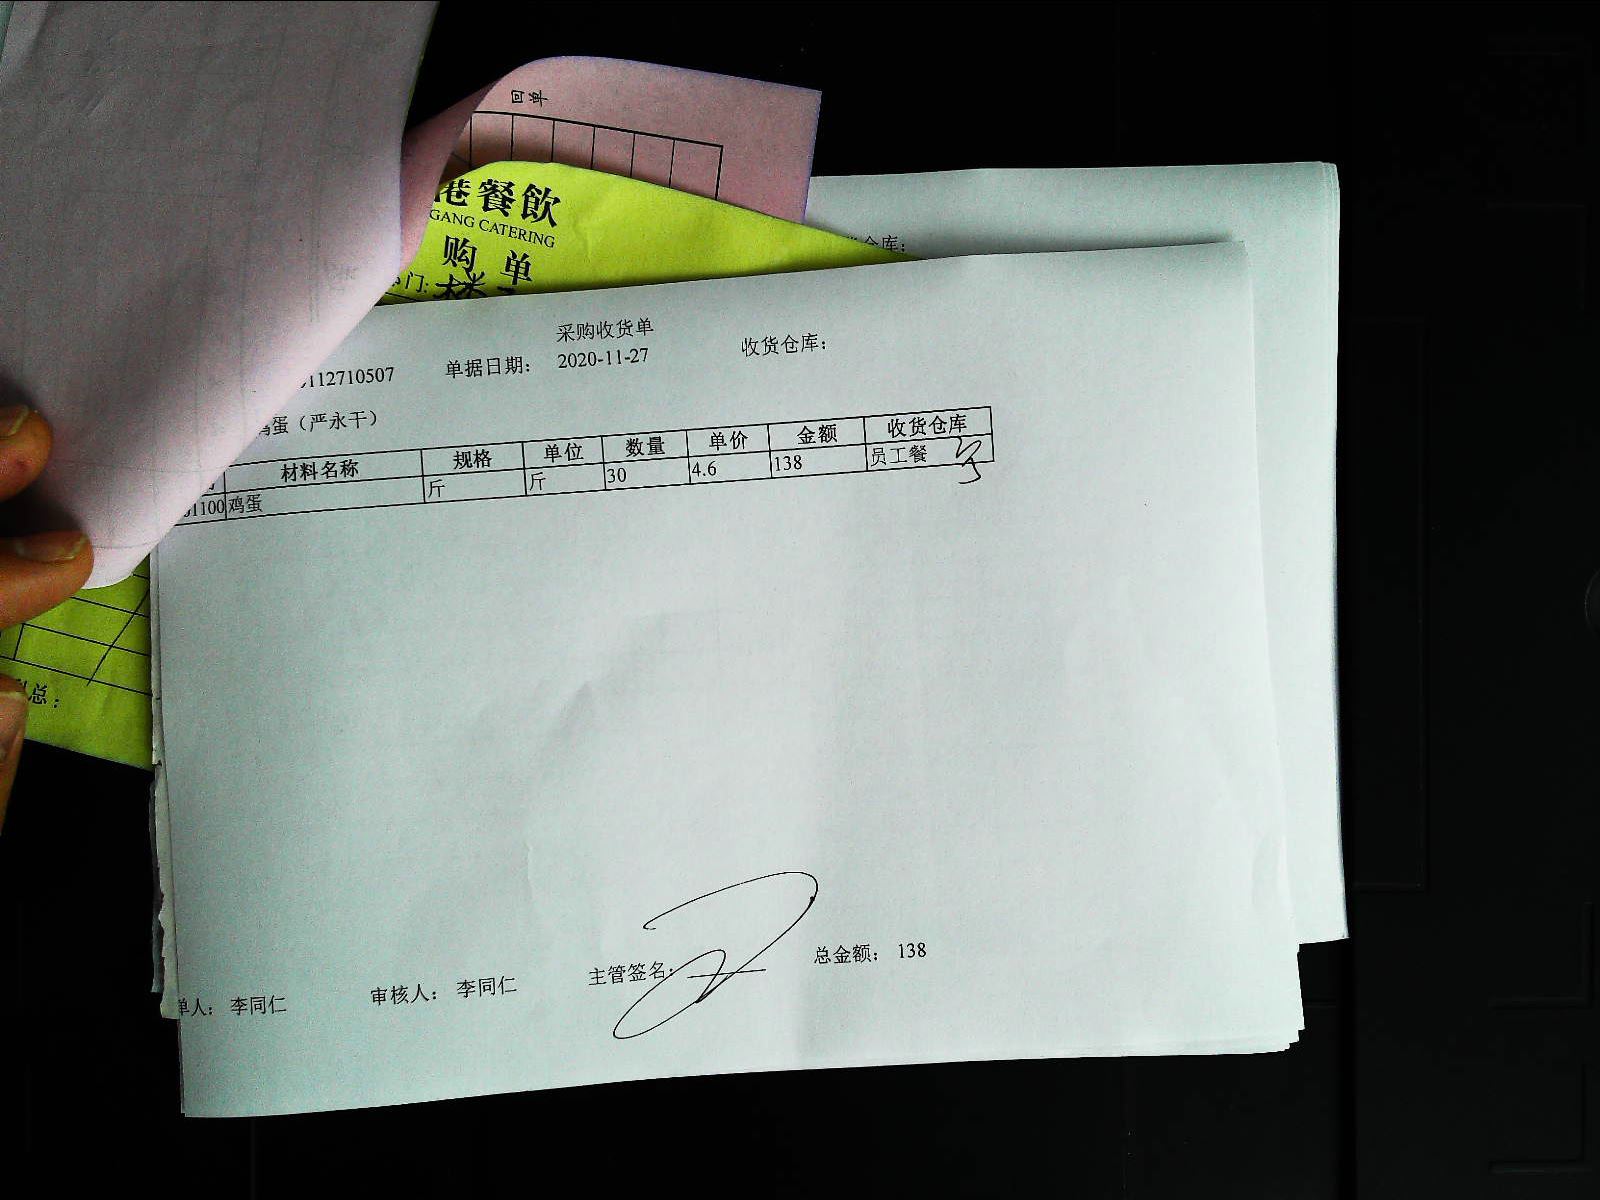 回单
港餐飲
GANG CATERING
购 单
门:
仓库:
采购收货单
112710507 单据日期: 2020-11-27 收货仓库:
鸡蛋（严永干）
材料名称 规格 单位 数量 单价 金额 收货仓库
01100 鸡蛋 斤 斤 30 4.6 138 员工餐
总:
单人: 李同仁 审核人: 李同仁 主管签名: 总金额: 138